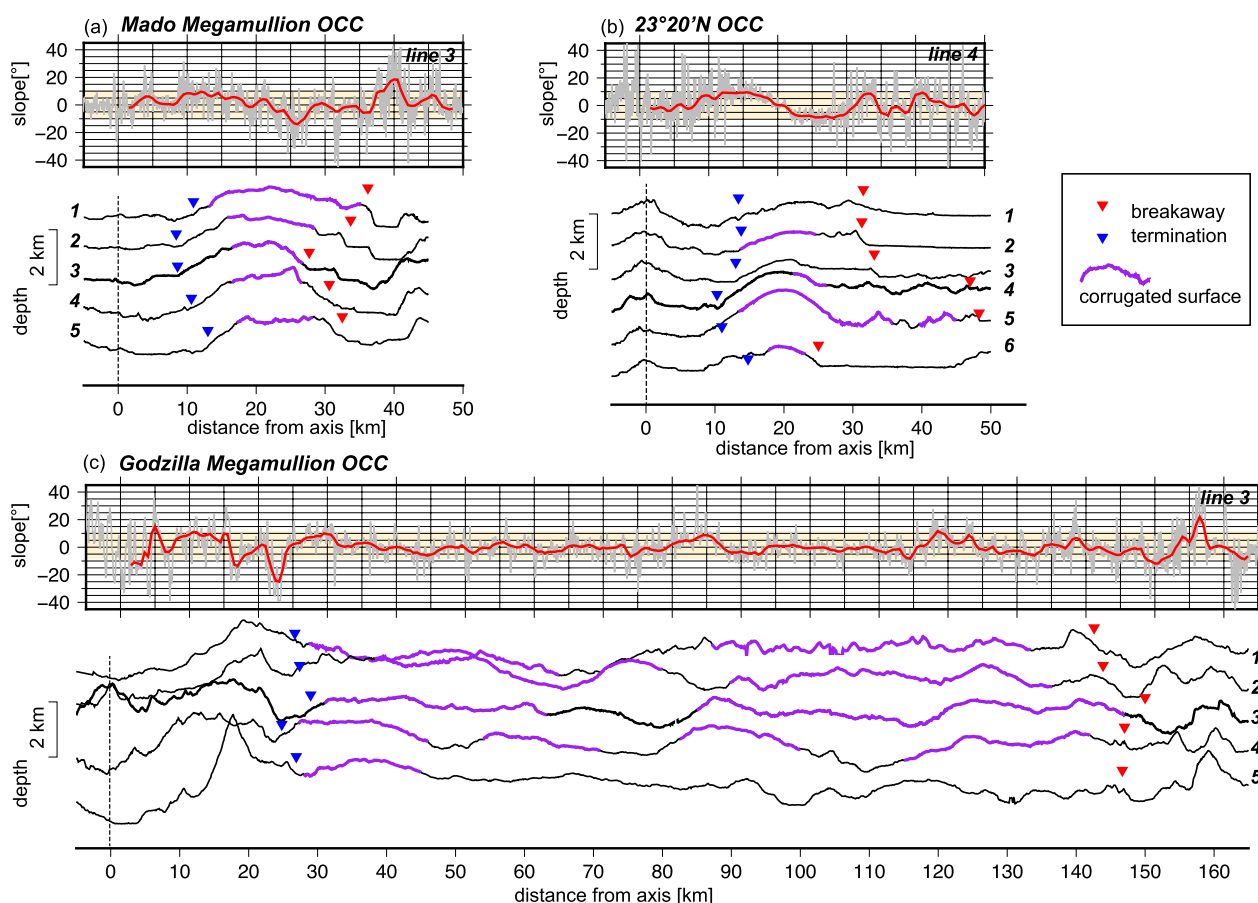 (a) Mado Megamullion OCC
line 3
slope[°]
40
20
0
−20
−40
1
2
3
4
5
2 km
depth
0 10 20 30 40 50
distance from axis [km]
(b) 23°20'N OCC
line 4
slope[°]
40
20
0
−20
−40
1
2
3
4
5
6
2 km
depth
0 10 20 30 40 50
distance from axis [km]
breakaway
termination
corrugated surface
(c) Godzilla Megamullion OCC
line 3
slope[°]
40
20
0
−20
−40
1
2
3
4
5
2 km
depth
0 10 20 30 40 50 60 70 80 90 100 110 120 130 140 150 160
distance from axis [km]